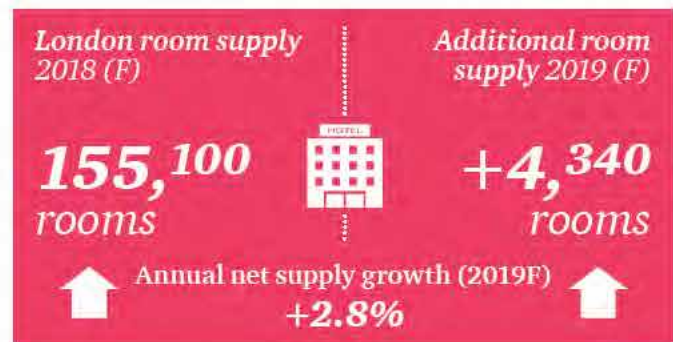 London room supply
2018 (F)
155,100
rooms
HOTEL
Additional room
supply 2019 (F)
+4,340
rooms
Annual net supply growth (2019F)
+2.8%